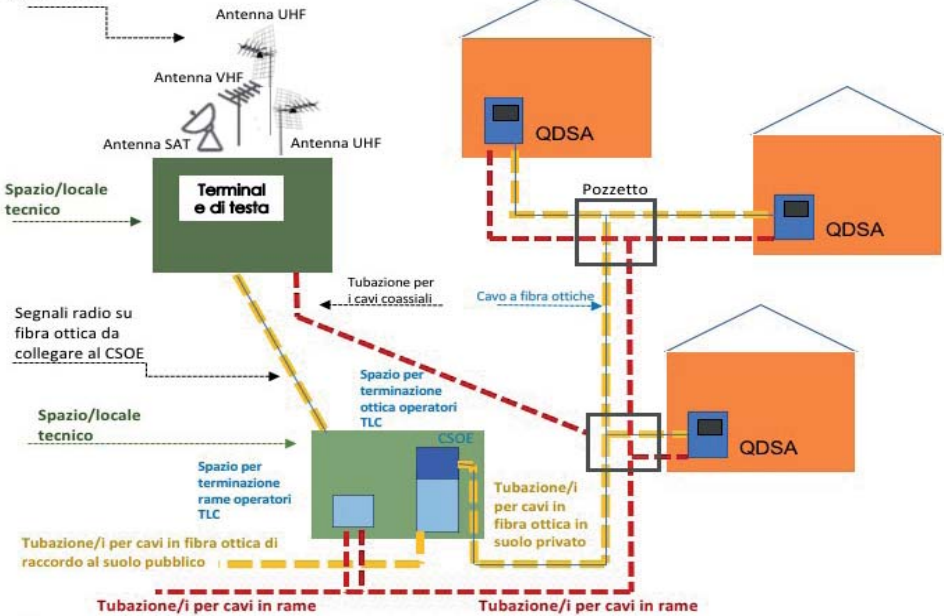 Antenna UHF
Antenna VHF
Antenna SAT
Antenna UHF
Spazio/locale
tecnico
Terminal
e di testa
QDSA
Pozzetto
QDSA
Tubazione per
i cavi coassiali
Cavo a fibra ottiche
Segnali radio su
fibra ottica da
collegare al CSOE
Spazio per
terminazione
ottica operatori
TLC
Spazio/locale
tecnico
CSOE
QDSA
Spazio per
terminazione
rame operatori
TLC
Tubazione/i
per cavi in
fibra ottica in
suolo privato
Tubazione/i per cavi in fibra ottica di
raccordo al suolo pubblico
Tubazione/i per cavi in rame
Tubazione/i per cavi in rame